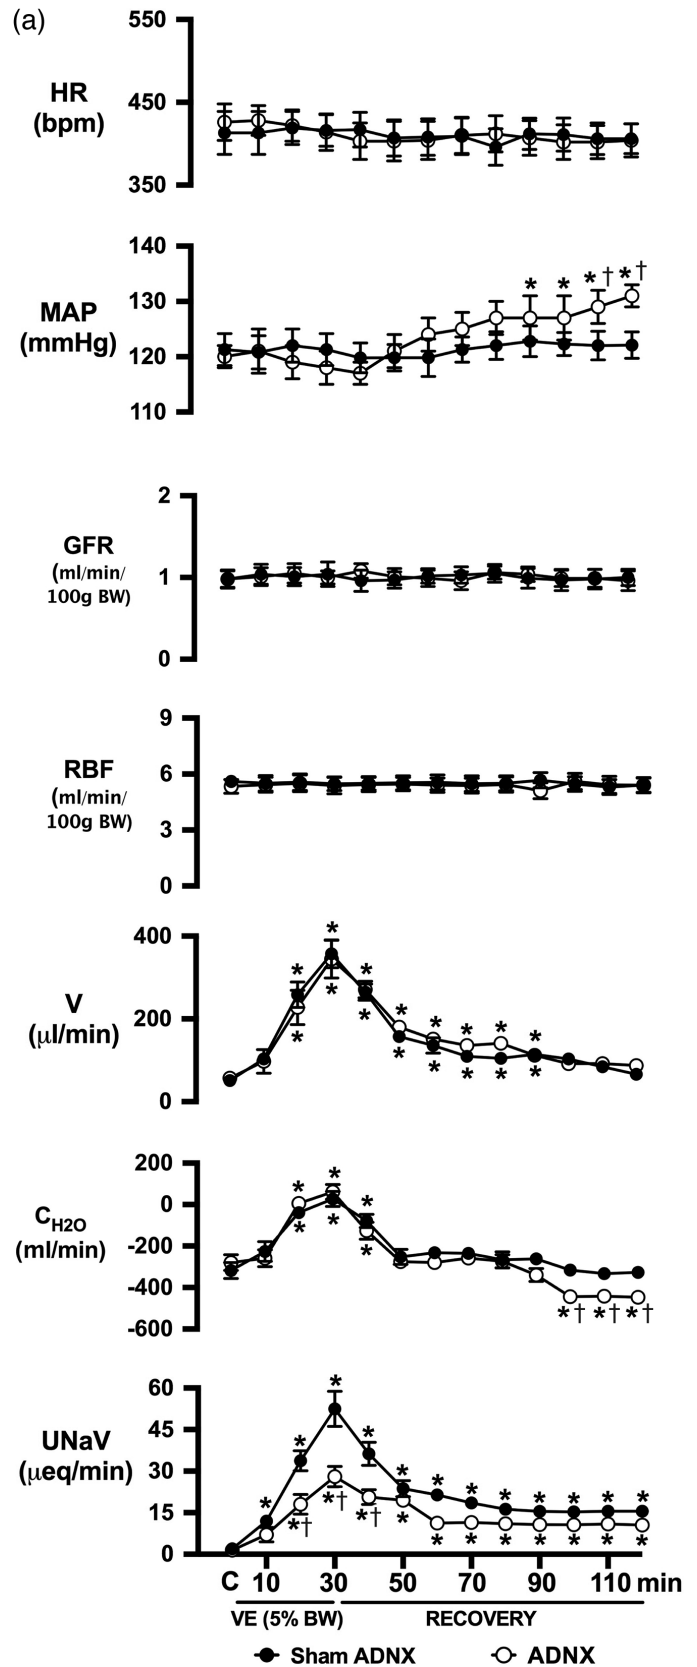 (a)
550
HR
(bpm)
450
350
140
MAP
(mmHg)
130
120
110
* * *† *†
2
GFR
(ml/min/
100g BW)
1
0
9
RBF
(ml/min/
100g BW)
6
3
0
400
V
(μl/min)
200
0
* * * * * * * *
* * * * * * * *
200
C_H2O
(ml/min)
0
-200
-400
-600
* * *
* * *
*† *† *†
60
UNaV
(μeq/min)
45
30
15
0
* * * * * * * * * * * *
*† *† *† * * * * * * * *
C 10 30 50 70 90 110 min
VE (5% BW) RECOVERY
Sham ADNX ADNX